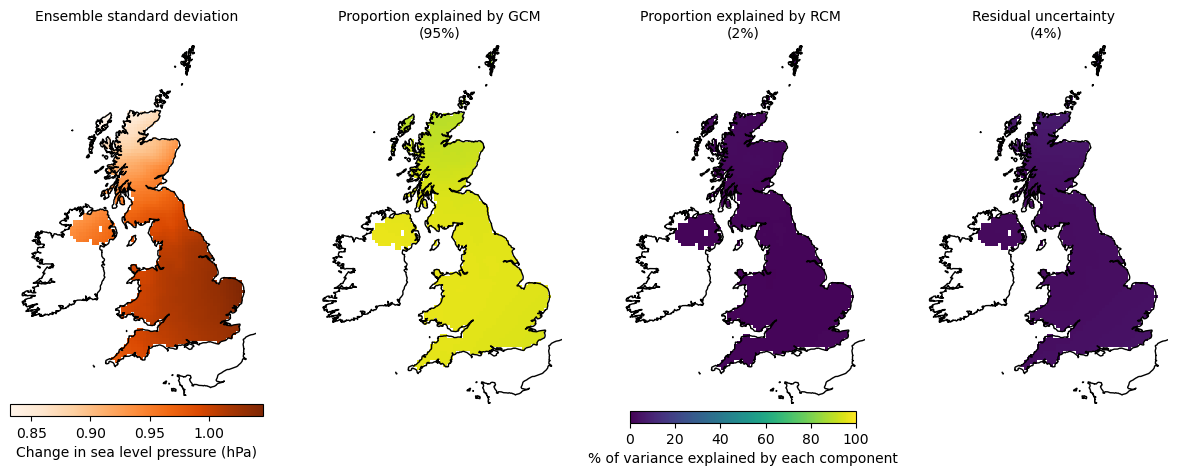 Ensemble standard deviation
Proportion explained by GCM
(95%)
Proportion explained by RCM
(2%)
Residual uncertainty
(4%)
0.85 0.90 0.95 1.00
Change in sea level pressure (hPa)
0 20 40 60 80 100
% of variance explained by each component